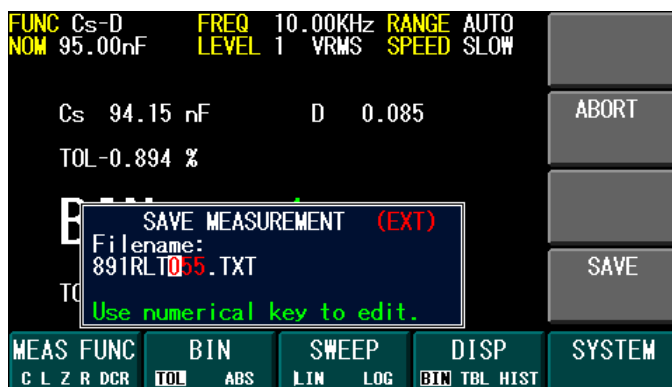 FUNC Cs-D FREQ 10.00KHz RANGE AUTO
NOM 95.00nF LEVEL 1 VRMS SPEED SLOW
Cs 94.15 nF D 0.085
ABORT
TOL-0.894 %
SAVE MEASUREMENT (EXT)
Filename:
891RLT055.TXT
SAVE
Use numerical key to edit.
MEAS FUNC BIN SWEEP DISP SYSTEM
C L Z R DCR TOL ABS LIN LOG BIN TBL HIST